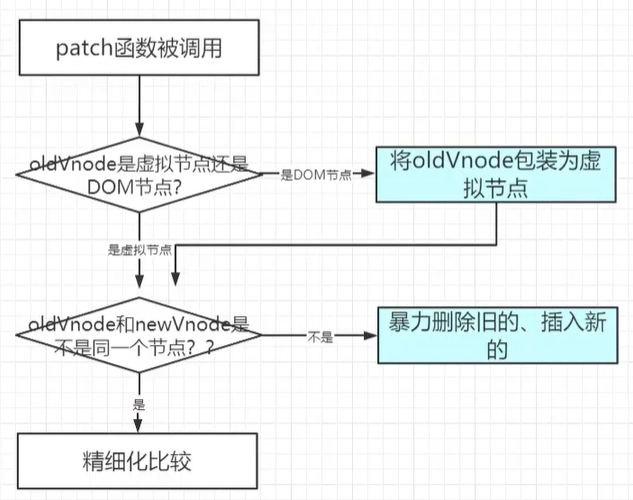 patch函数被调用
oldVnode是虚拟节点还是
DOM节点?
是DOM节点
将oldVnode包装为虚
拟节点
是虚拟节点
oldVnode和newVnode是
不是同一个节点？？
不是
暴力删除旧的、插入新
的
是
精细化比较